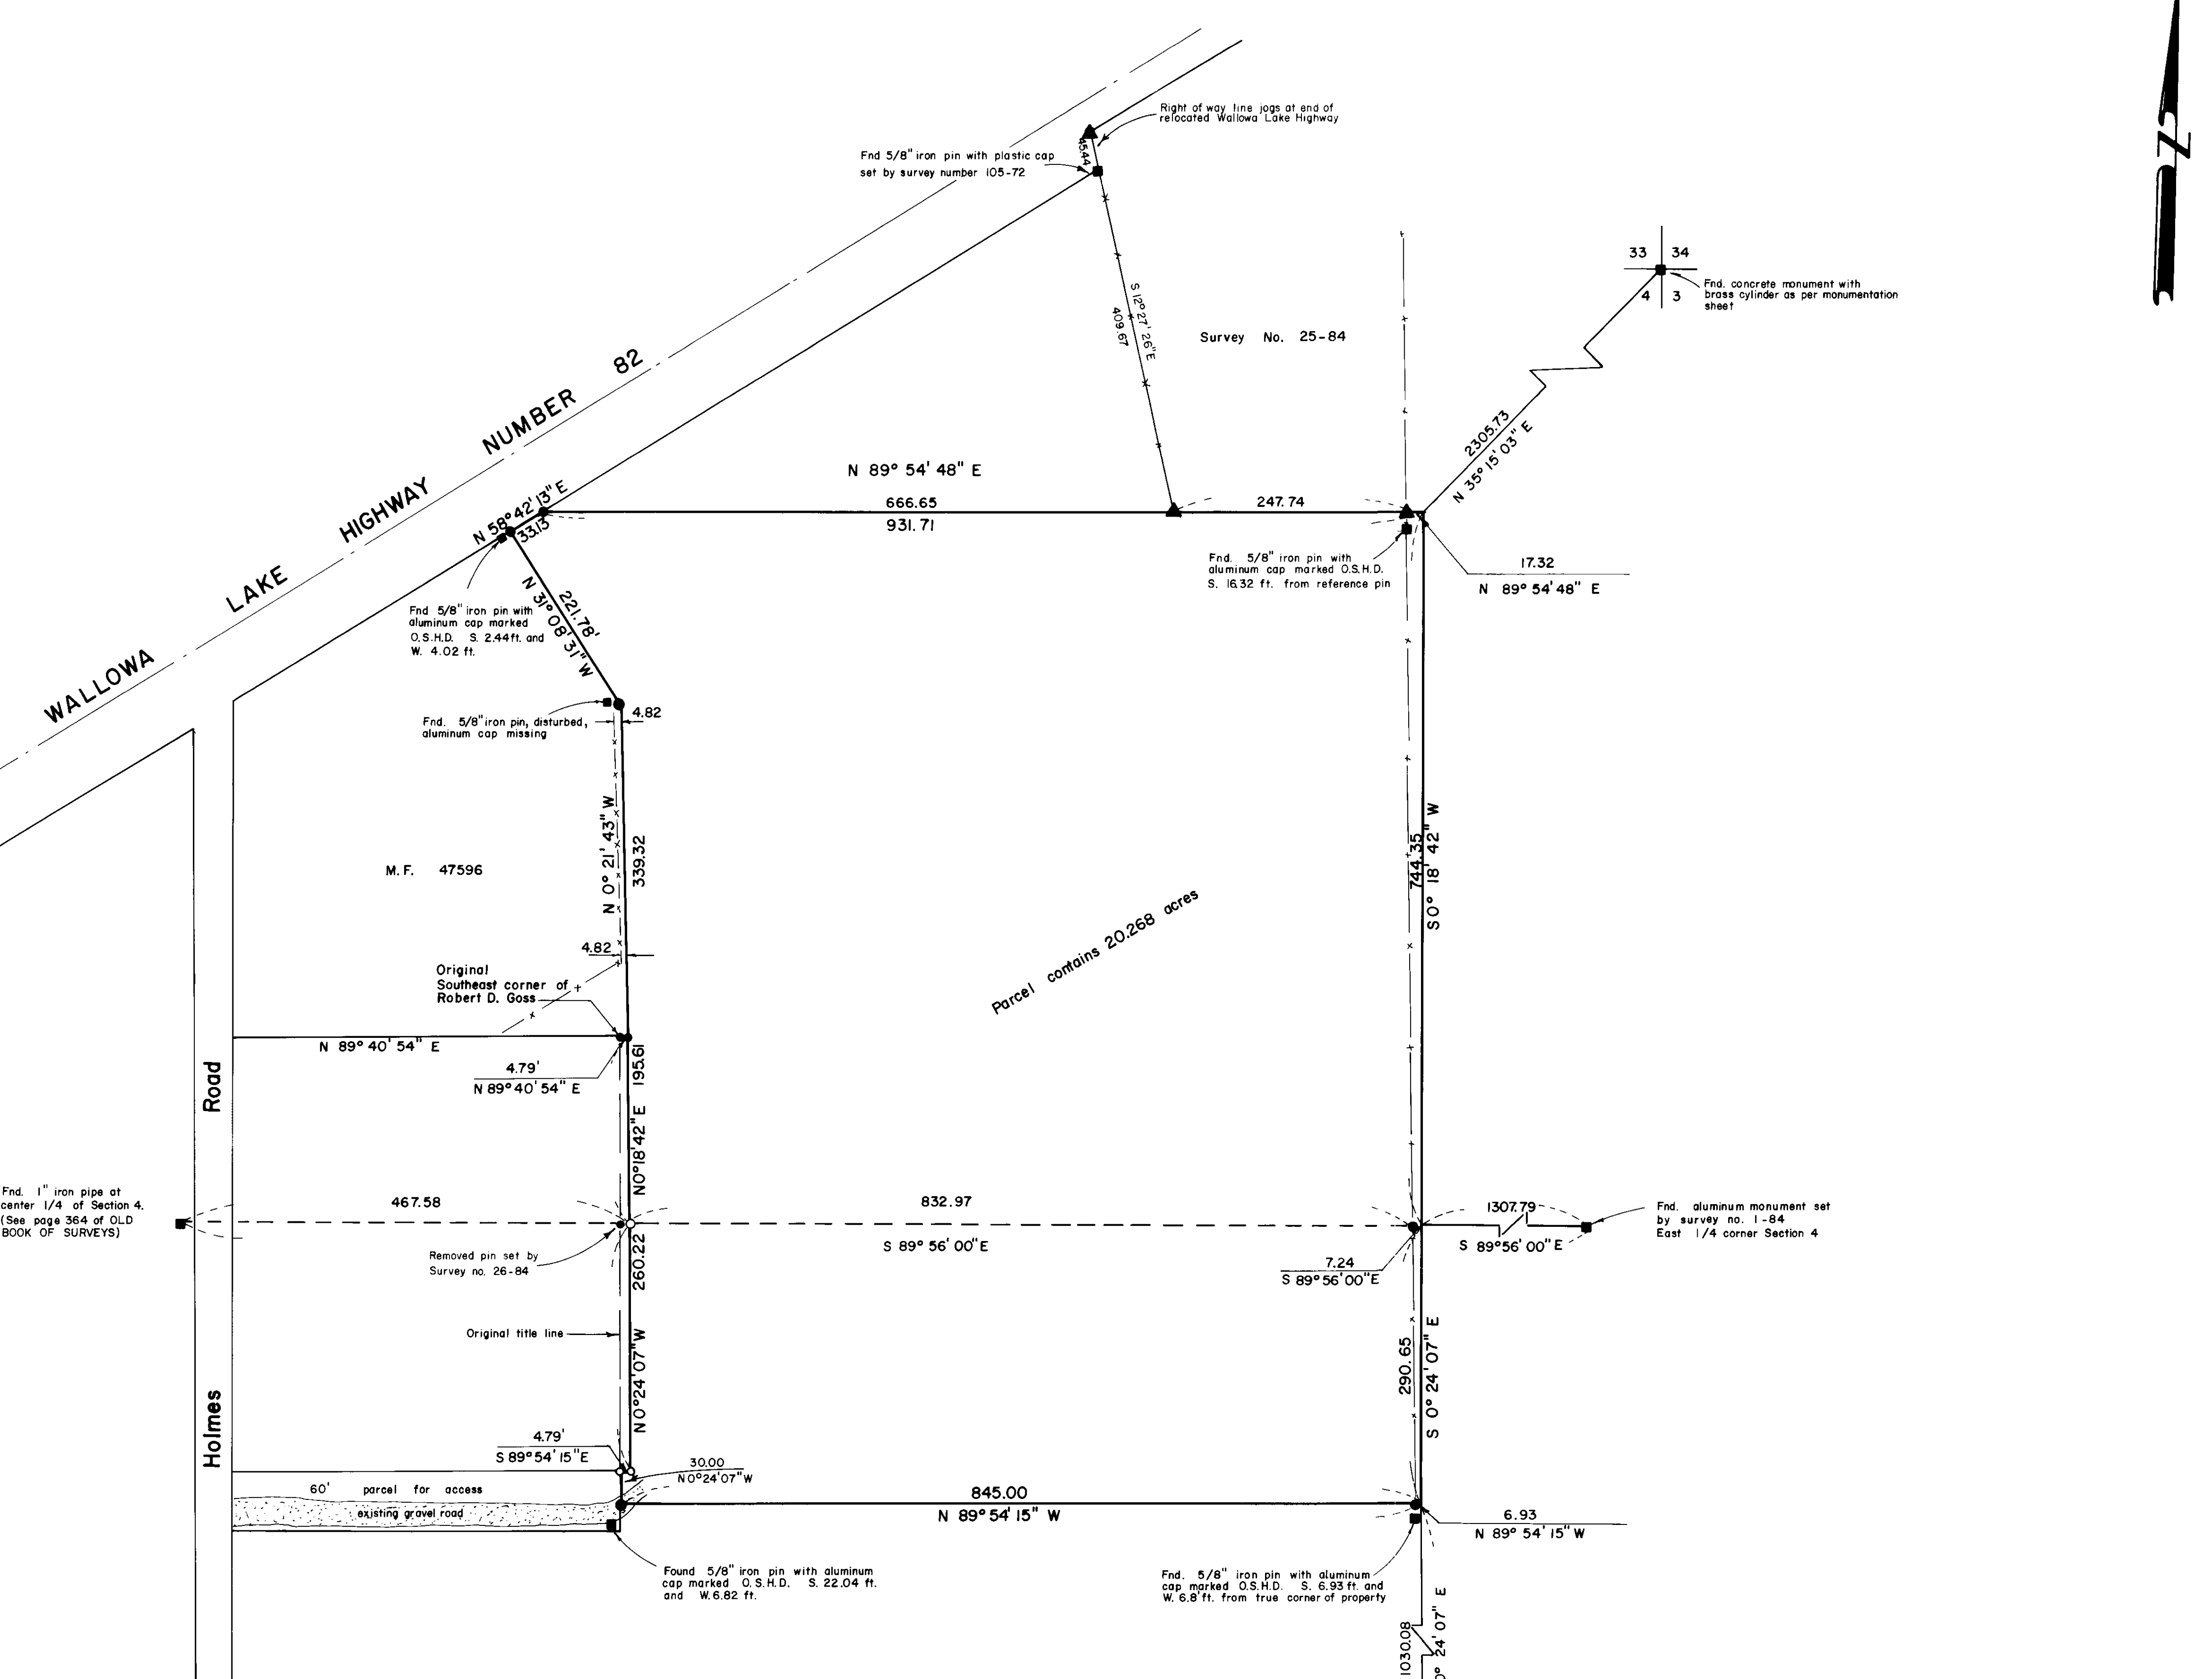 Right of way line jogs at end of
relocated Wallowa Lake Highway
45.44
Fnd 5/8" iron pin with plastic cap
set by survey number 105-72
N
33 34
4 3
Fnd. concrete monument with
brass cylinder as per monumentation
sheet
S 12° 27' 26" E
409.67
Survey No. 25-84
WALLOWA LAKE HIGHWAY NUMBER 82
2305.73
N 35° 15' 03" E
N 89° 54' 48" E
666.65
931.71
247.74
N 58° 42' 13" E
33.13
17.32
N 89° 54' 48" E
Fnd. 5/8" iron pin with
aluminum cap marked O.S.H.D.
S. 16.32 ft. from reference pin
221.78'
N 31° 08' 31" W
Fnd 5/8" iron pin with
aluminum cap marked
O.S.H.D. S. 2.44 ft. and
W. 4.02 ft.
4.82
Fnd. 5/8" iron pin, disturbed,
aluminum cap missing
N 0° 21' 43" W
339.32
744.35
S 0° 18' 42" W
M.F. 47596
Parcel contains 20.268 acres
4.82
Original
Southeast corner of
Robert D. Goss
N 89° 40' 54" E
4.79'
N 89° 40' 54" E
195.61
N 0° 18' 42" E
Holmes Road
Fnd. 1" iron pipe at
center 1/4 of Section 4.
(See page 364 of OLD
BOOK OF SURVEYS)
467.58
832.97
S 89° 56' 00" E
1307.79
S 89° 56' 00" E
Fnd. aluminum monument set
by survey no. 1-84
East 1/4 corner Section 4
Removed pin set by
Survey no. 26-84
260.22
N 0° 24' 07" W
7.24
S 89° 56' 00" E
Original title line
290.65
S 0° 24' 07" E
4.79'
S 89° 54' 15" E
30.00
N 0° 24' 07" W
60' parcel for access
existing gravel road
845.00
N 89° 54' 15" W
6.93
N 89° 54' 15" W
Found 5/8" iron pin with aluminum
cap marked O.S.H.D. S. 22.04 ft.
and W. 6.82 ft.
Fnd. 5/8" iron pin with aluminum
cap marked O.S.H.D. S. 6.93 ft. and
W. 6.8 ft. from true corner of property
1030.08
0° 24' 07" E